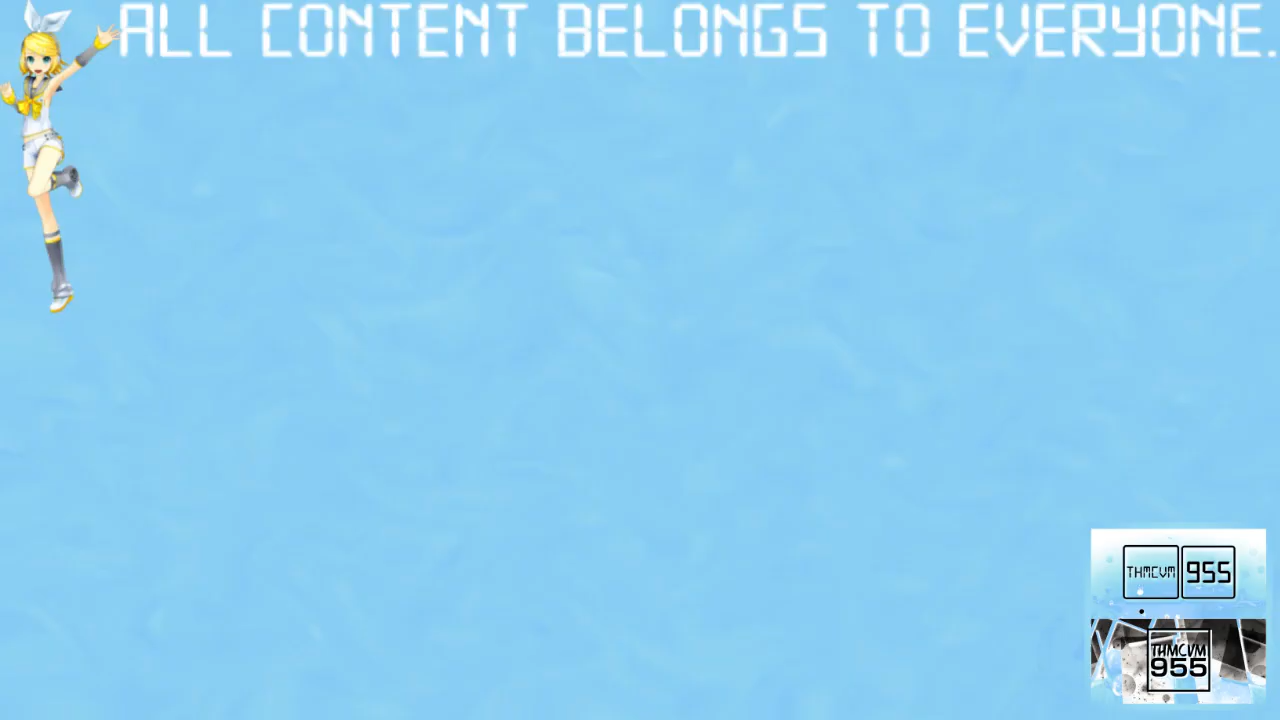 ALL CONTENT BELONGS TO EVERYONE.
THMCVM 955
THMCVM
955